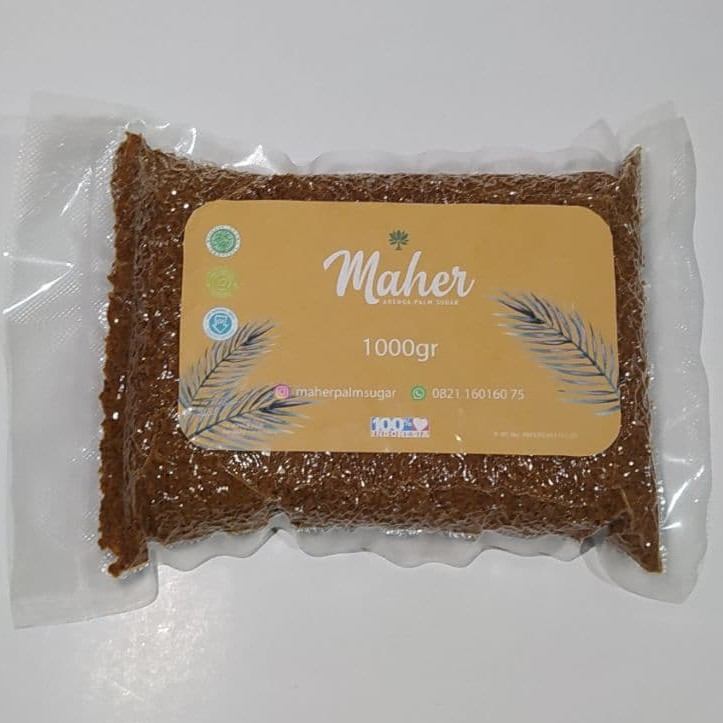 Maher
ARENGA PALM SUGAR
1000gr
maherpalmsugar
0821 160160 75
100%
INDONESIA